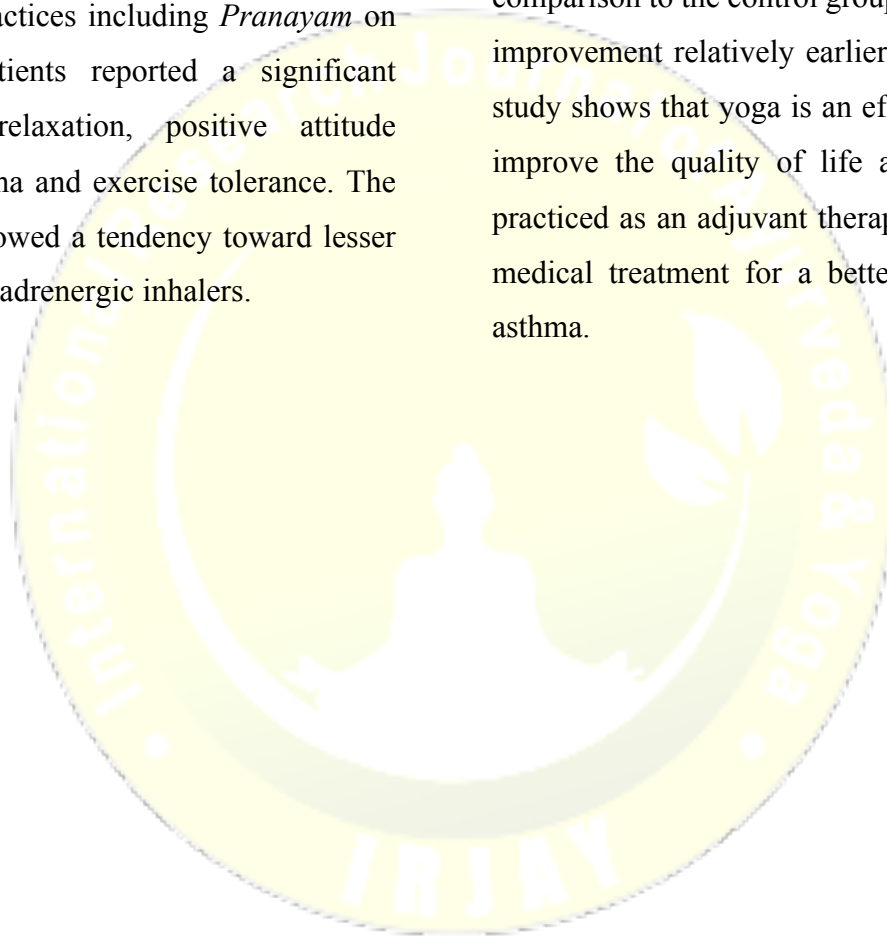 actices including Pranayam on
tients reported a significant
relaxation, positive attitude
na and exercise tolerance. The
owed a tendency toward lesser
adrenergic inhalers.
comparison to the control group
improvement relatively earlier
study shows that yoga is an ef
improve the quality of life a
practiced as an adjuvant therap
medical treatment for a bette
asthma.
International Research Journal of Ayurveda & Yoga
IRJAY